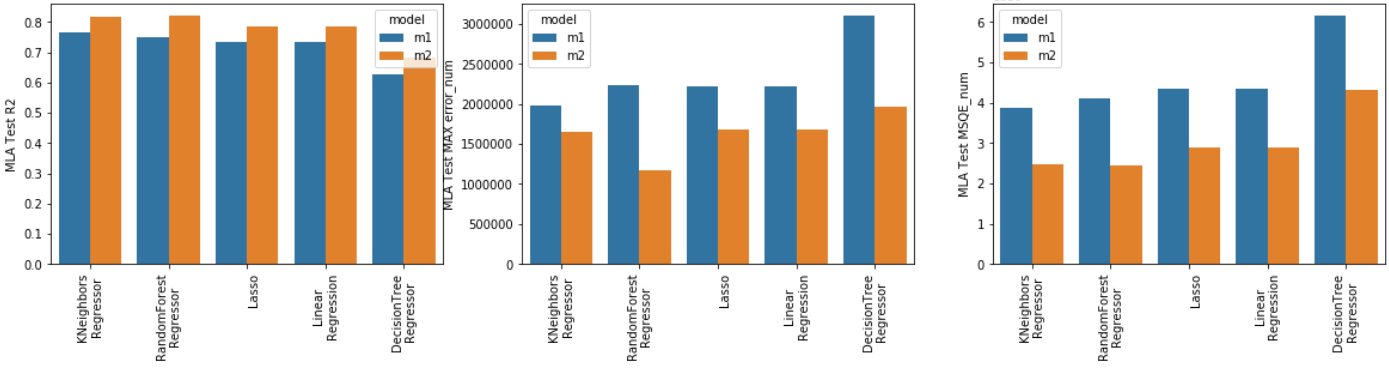 MLA Test R2
0.8
0.7
0.6
0.5
0.4
0.3
0.2
0.1
0.0
model
m1
m2
KNeighbors
Regressor
RandomForest
Regressor
Lasso
Linear
Regression
DecisionTree
Regressor
MLA Test MAX error_num
3000000
2500000
2000000
1500000
1000000
500000
0
model
m1
m2
KNeighbors
Regressor
RandomForest
Regressor
Lasso
Linear
Regression
DecisionTree
Regressor
MLA Test MSQE_num
6
5
4
3
2
1
0
model
m1
m2
KNeighbors
Regressor
RandomForest
Regressor
Lasso
Linear
Regression
DecisionTree
Regressor